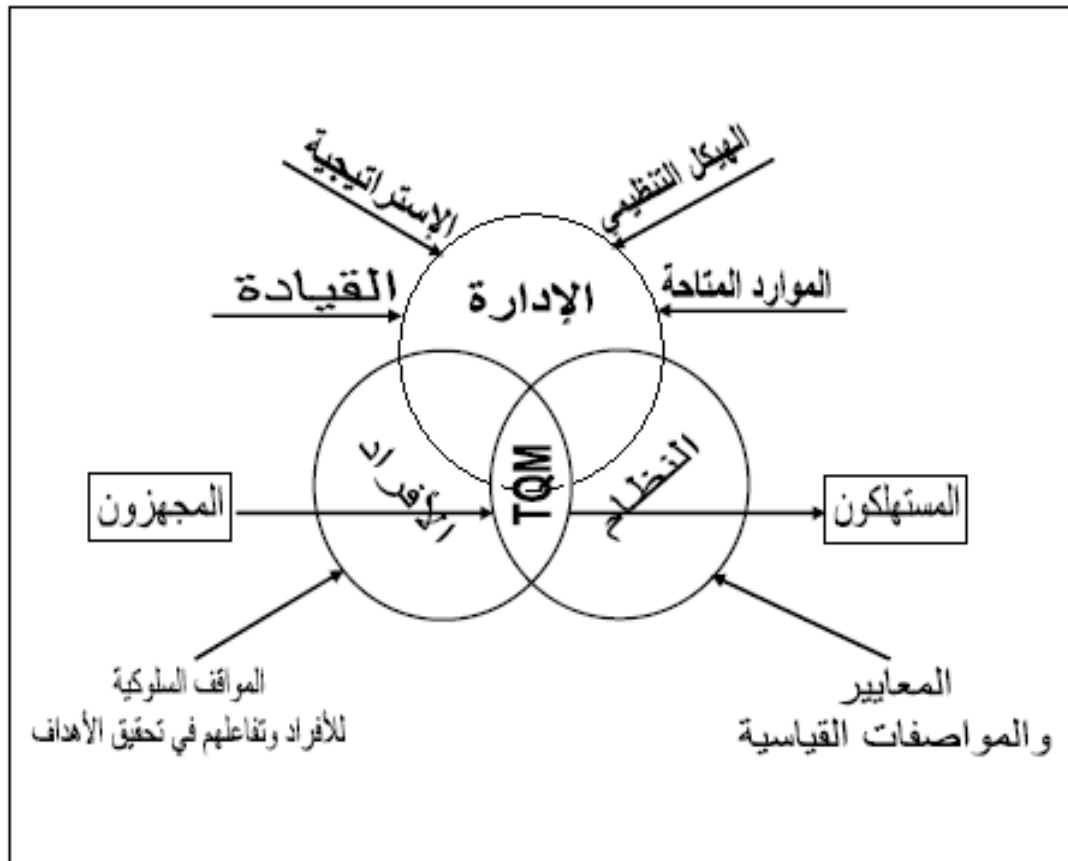 الهيكل التنظيمي
الإستراتيجية
الموارد المتاحة
القيادة
الإدارة
النظام
TQM
الأفراد
المستهلكون
المجهزون
المعايير
والمواصفات القياسية
المواقف السلوكية
للأفراد وتفاعلهم في تحقيق الأهداف